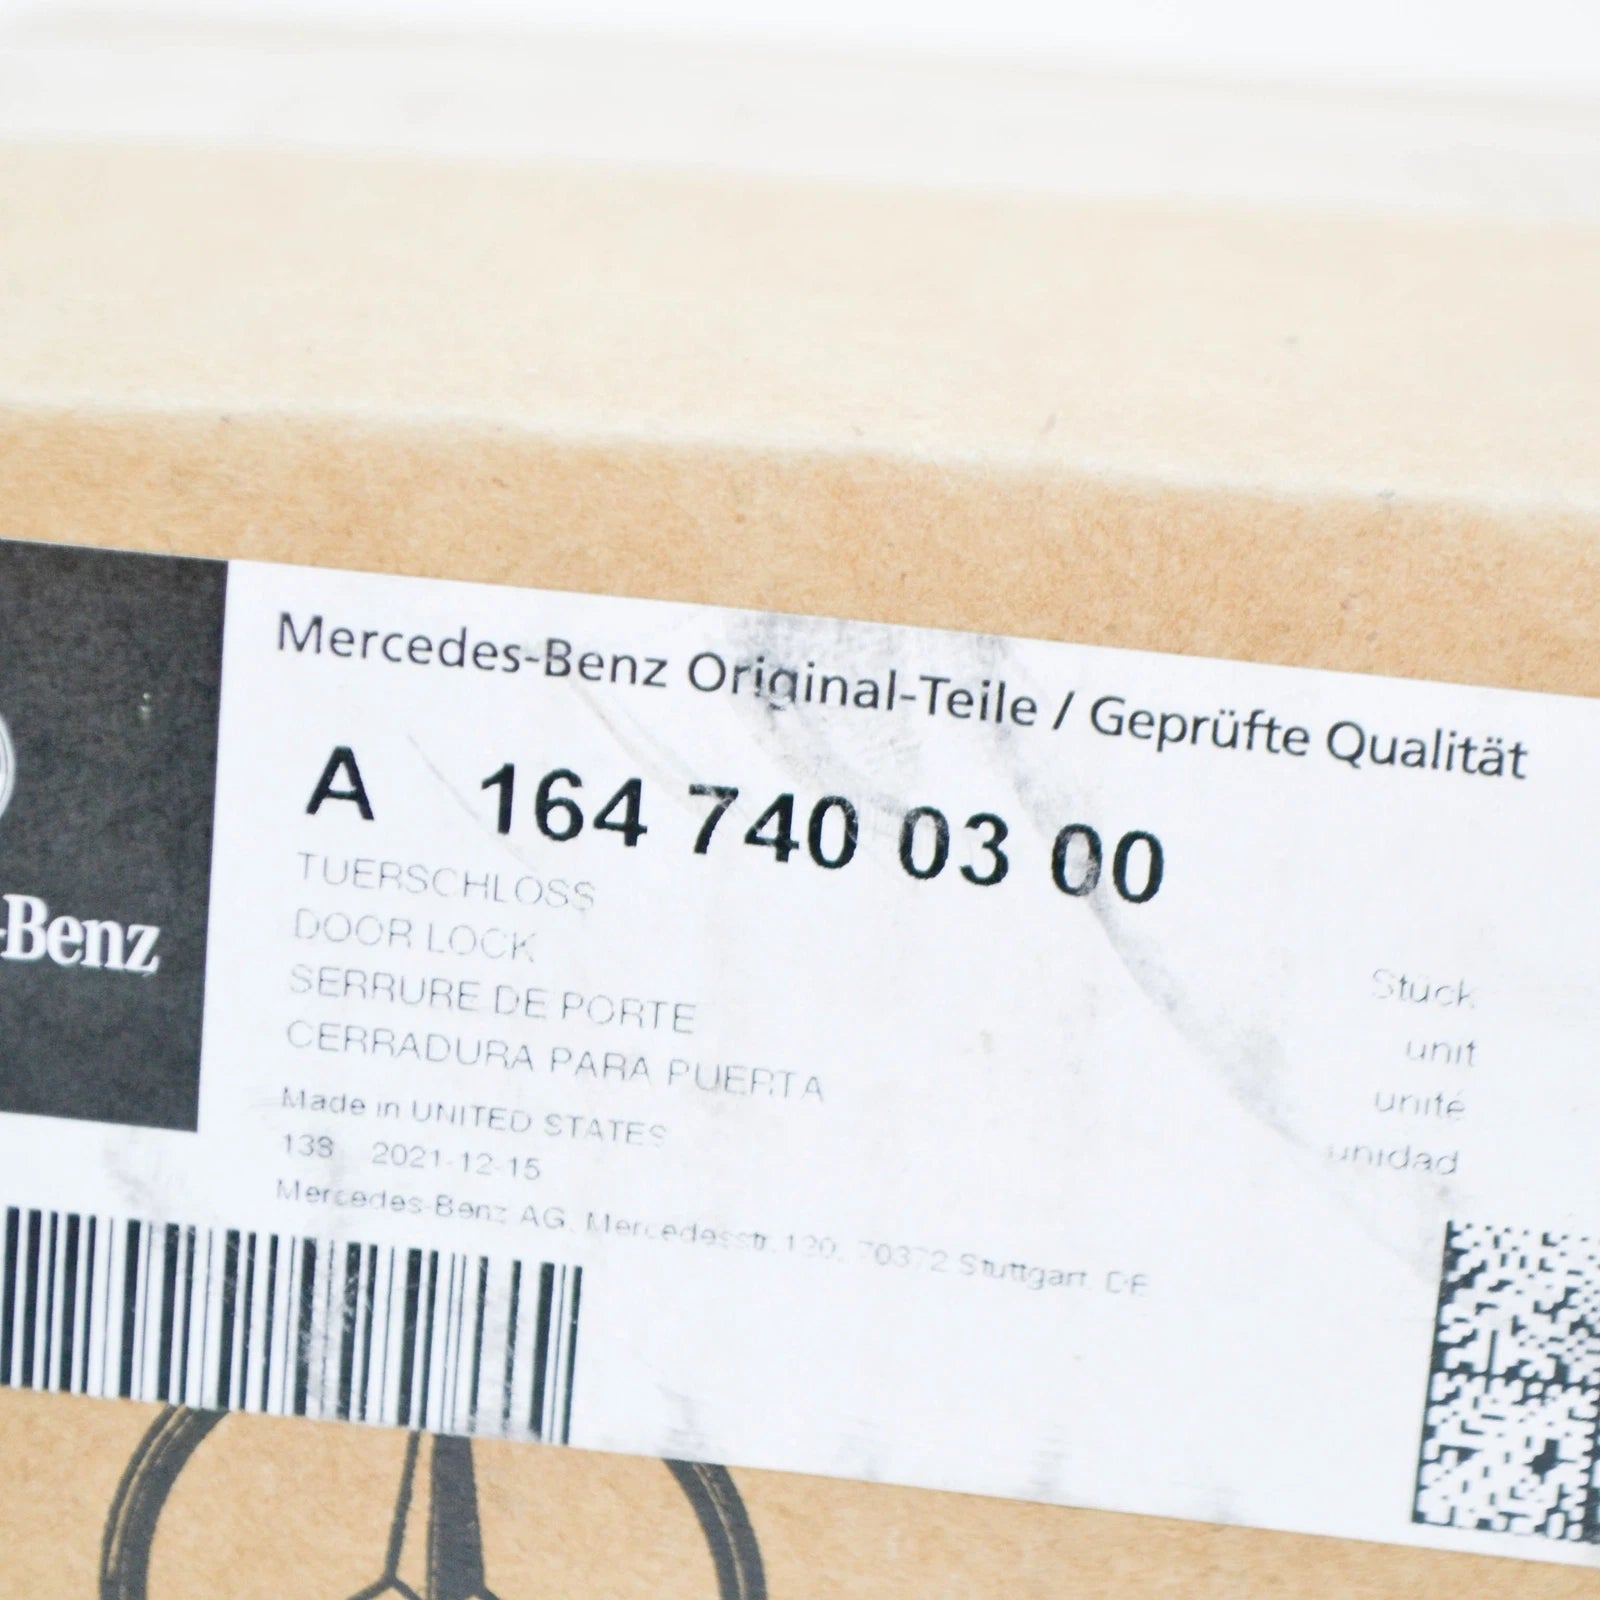 -Benz
Mercedes-Benz Original-Teile / Geprüfte Qualität
A 164 740 03 00
TUERSCHLOSS
DOOR LOCK
SERRURE DE PORTE
CERRADURA PARA PUERTA
Stück
unit
unité
unidad
Made in UNITED STATES
138 2021-12-15
Mercedes-Benz AG, Mercedesstr. 120, 70372 Stuttgart, DE